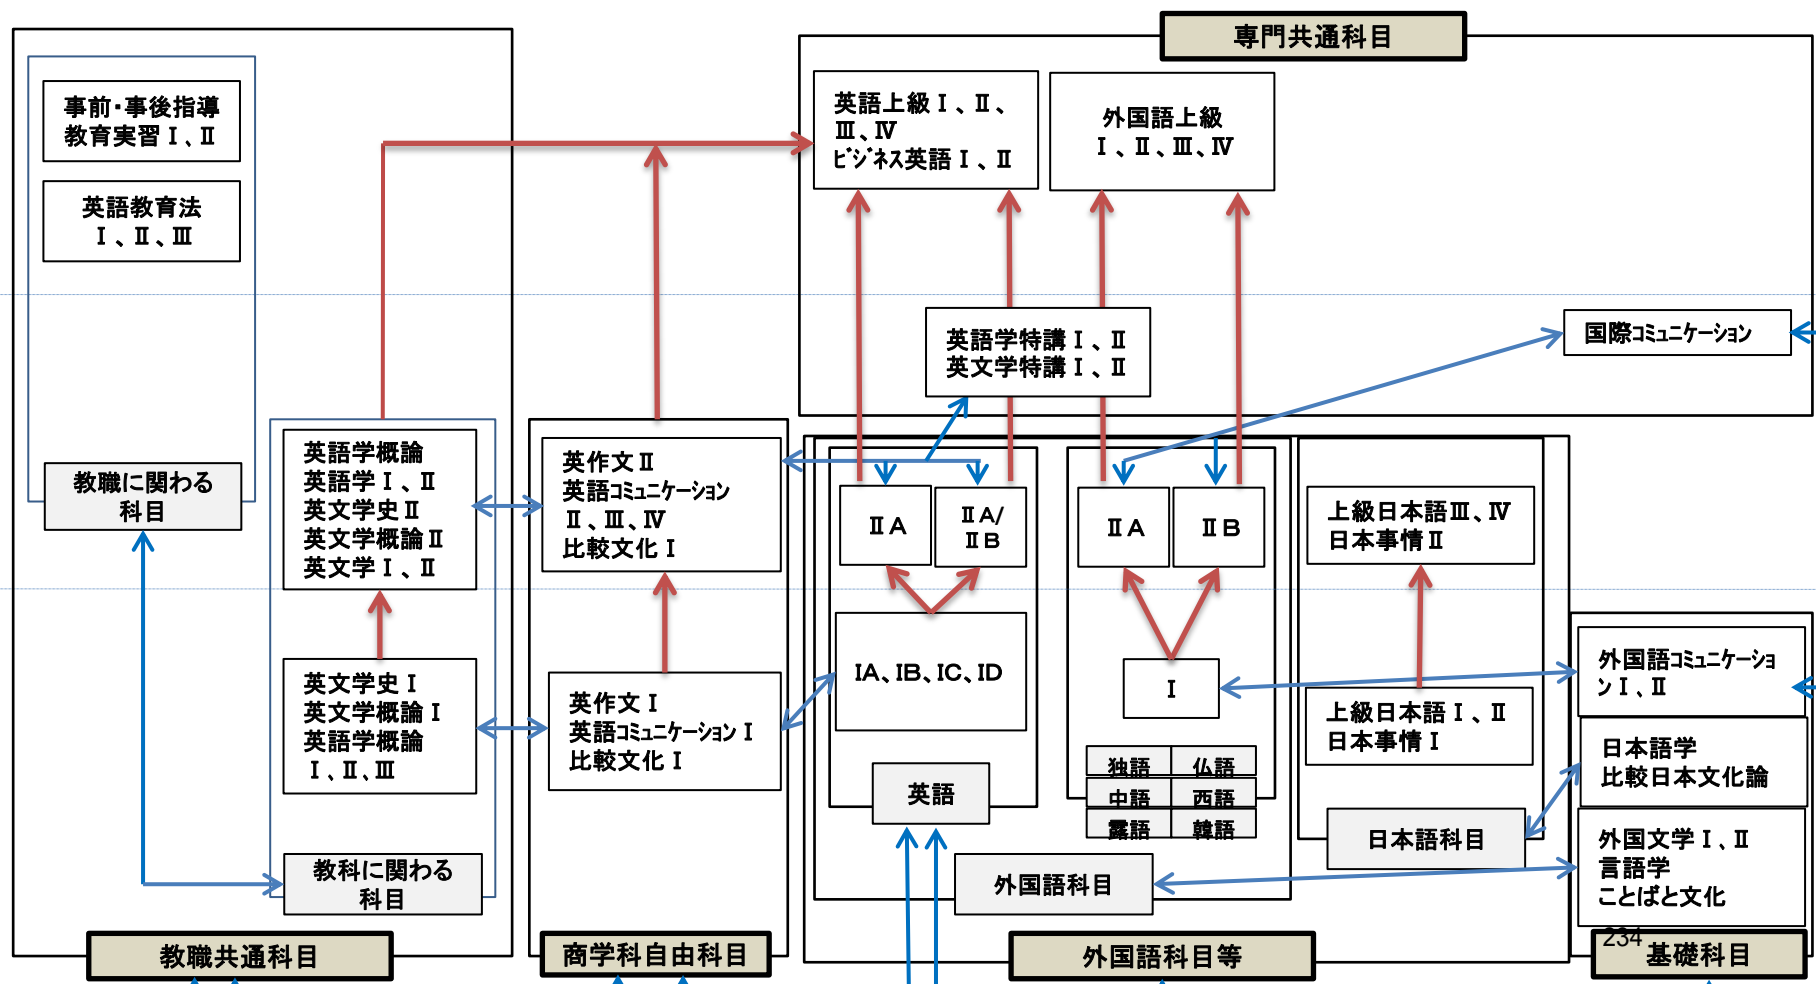 専門共通科目
事前・事後指導
教育実習Ⅰ、Ⅱ
英語教育法
Ⅰ、Ⅱ、Ⅲ
教職に関わる
科目
英語学概論
英語学Ⅰ、Ⅱ
英文学史Ⅱ
英文学概論Ⅱ
英文学Ⅰ、Ⅱ
英文学史Ⅰ
英文学概論Ⅰ
英語学概論
Ⅰ、Ⅱ、Ⅲ
教科に関わる
科目
教職共通科目
英作文Ⅱ
英語コミュニケーション
Ⅱ、Ⅲ、Ⅳ
比較文化Ⅰ
英作文Ⅰ
英語コミュニケーションⅠ
比較文化Ⅰ
商学科自由科目
英語上級Ⅰ、Ⅱ、
Ⅲ、Ⅳ
ビジネス英語Ⅰ、Ⅱ
外国語上級
Ⅰ、Ⅱ、Ⅲ、Ⅳ
英語学特講Ⅰ、Ⅱ
英文学特講Ⅰ、Ⅱ
国際コミュニケーション
ⅡA
ⅡA/
ⅡB
ⅠA、ⅠB、ⅠC、ⅠD
英語
ⅡA
ⅡB
Ⅰ
独語
仏語
中語
西語
露語
韓語
外国語科目
上級日本語Ⅲ、Ⅳ
日本事情Ⅱ
上級日本語Ⅰ、Ⅱ
日本事情Ⅰ
日本語科目
外国語科目等
外国語コミュニケーショ
ンⅠ、Ⅱ
日本語学
比較日本文化論
外国文学Ⅰ、Ⅱ
言語学
ことばと文化
234
基礎科目